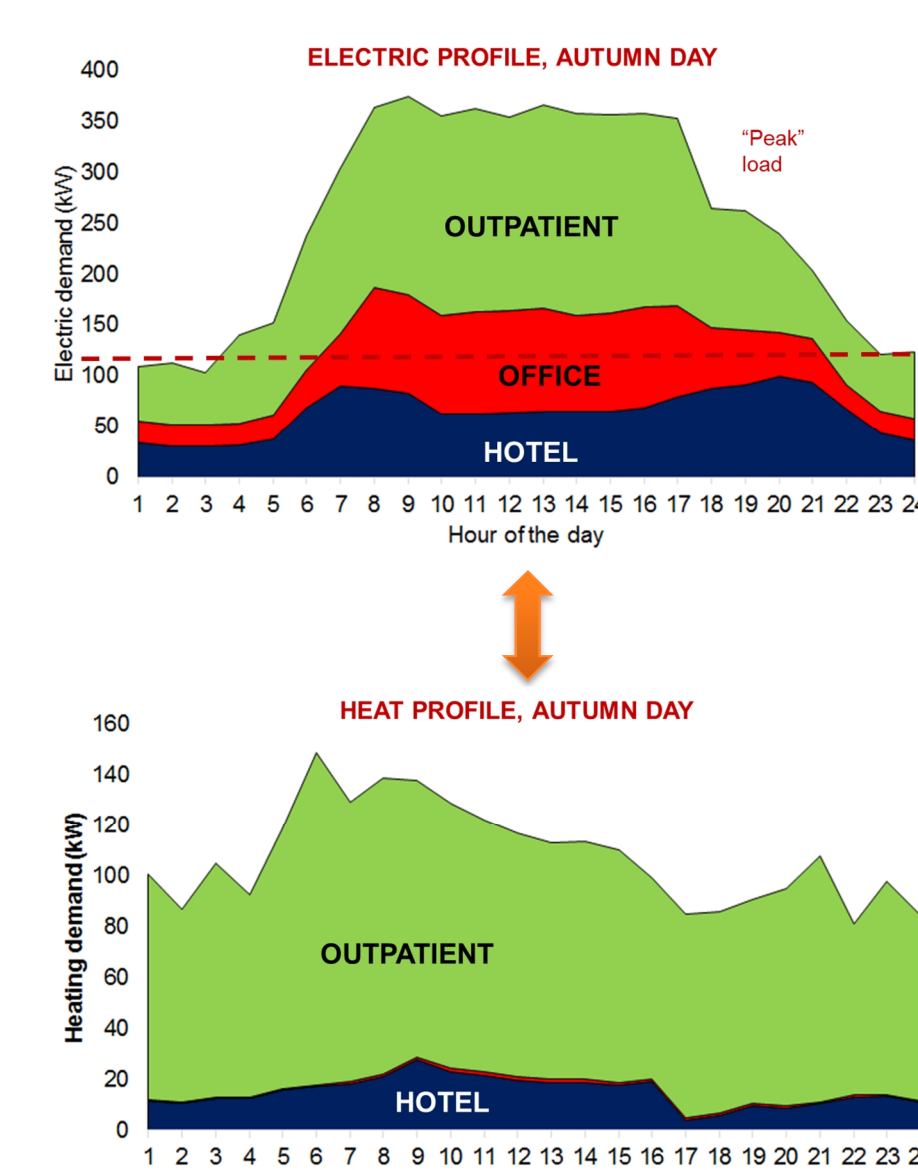 ELECTRIC PROFILE, AUTUMN DAY
400
350
300
250
200
150
100
50
0
Electric demand (kW)
"Peak"
load
OUTPATIENT
OFFICE
HOTEL
1 2 3 4 5 6 7 8 9 10 11 12 13 14 15 16 17 18 19 20 21 22 23 24
Hour of the day
HEAT PROFILE, AUTUMN DAY
160
140
120
100
80
60
40
20
0
Heating demand (kW)
OUTPATIENT
HOTEL
1 2 3 4 5 6 7 8 9 10 11 12 13 14 15 16 17 18 19 20 21 22 23